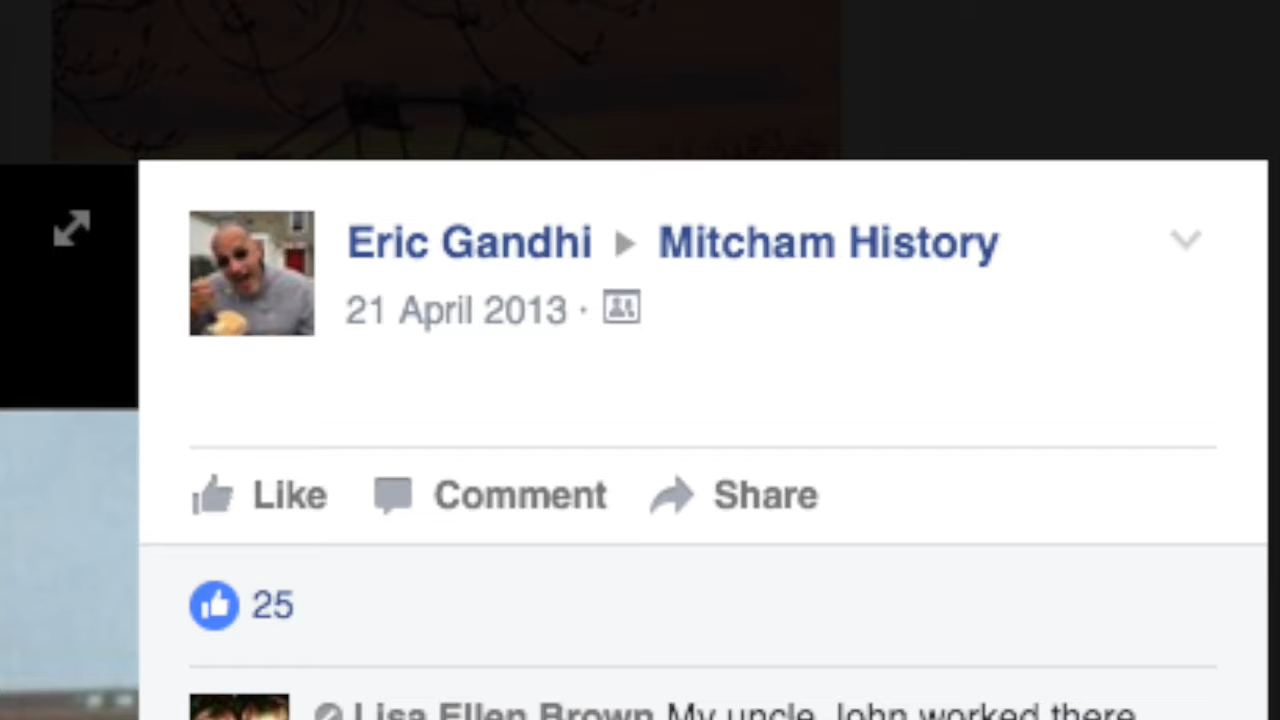 Eric Gandhi ▶ Mitcham History
21 April 2013 ·
Like Comment Share
25
Lisa Ellen Brown My uncle John worked there